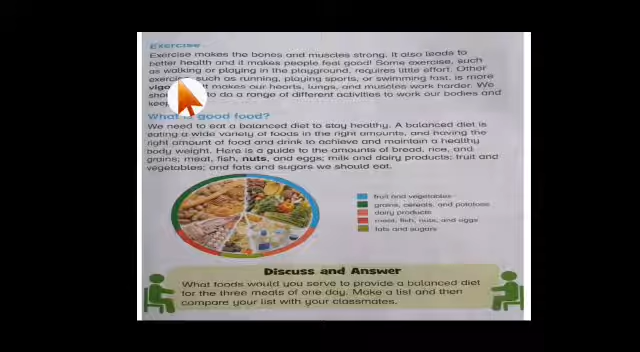 Exercise
Exercise makes the bones and muscles strong. It also leads to
better health and it makes people feel good! Some exercise, such
as walking or playing in the playground, requires little effort. Other
such as running, playing sports, or swimming fast, is more
it makes our hearts, lungs, and muscles work harder. We
to do a range of different activities to work our bodies and
What is good food?
We need to eat a balanced diet to stay healthy. A balanced diet is
eating a wide variety of foods in the right amounts, and having the
right amount of food and drink to achieve and maintain a healthy
body weight. Here is a guide to the amounts of bread, rice, and
grains; meat, fish, nuts, and eggs; milk and dairy products; fruit and
vegetables; and fats and sugars we should eat.
fruit and vegetables
grains, cereals, and potatoes
dairy products
meat, fish, nuts, and eggs
fats and sugars
Discuss and Answer
What foods would you serve to provide a balanced diet
for the three meals of one day. Make a list and then
compare your list with your classmates.